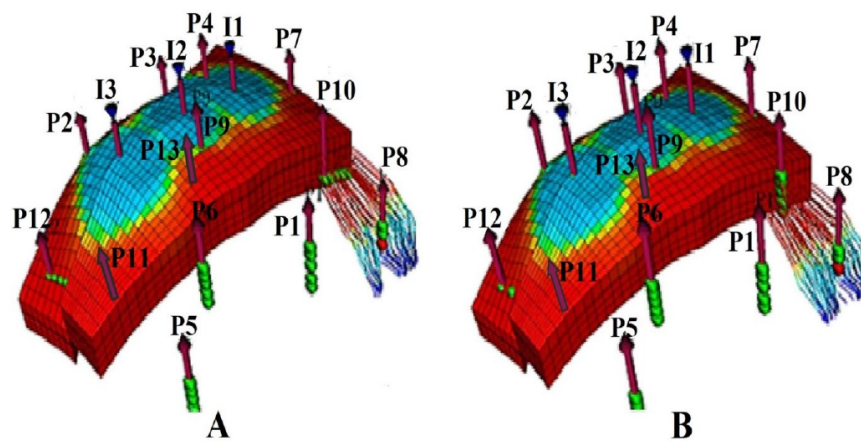 P4 I1
P3 I2 P7
I3
P2 P10
P9
P13 P8
P12 P6 P1
P11
P5
A
P4 I1
I2 P7
P3
I3
P2 P10
P9
P13 P8
P12 P6
P1
P11
P5
B